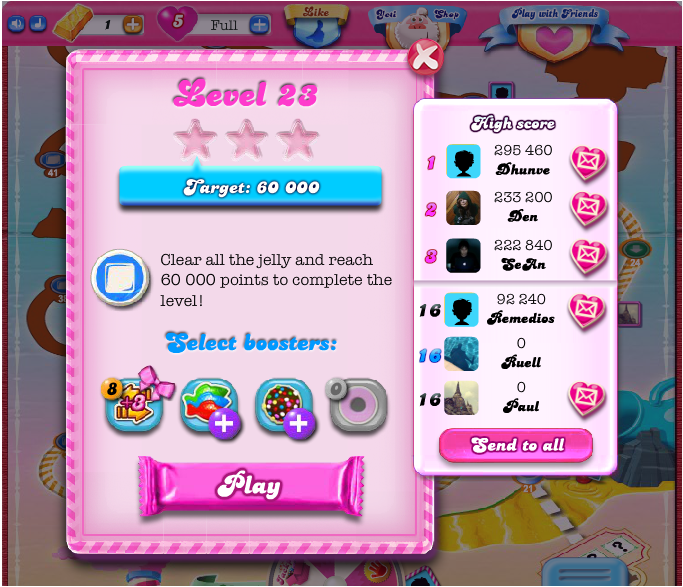 1
5
Full
Like
Yeti Shop
Play with Friends
Level 23
Target: 60 000
Clear all the jelly and reach
60 000 points to complete the
level!
Select boosters:
8
+3
0
Play
High score
1
295 460
Dhunve
2
233 200
Den
3
222 840
SeAn
16
92 240
Remedios
16
0
Ruell
16
0
Paul
Send to all
41
24
21